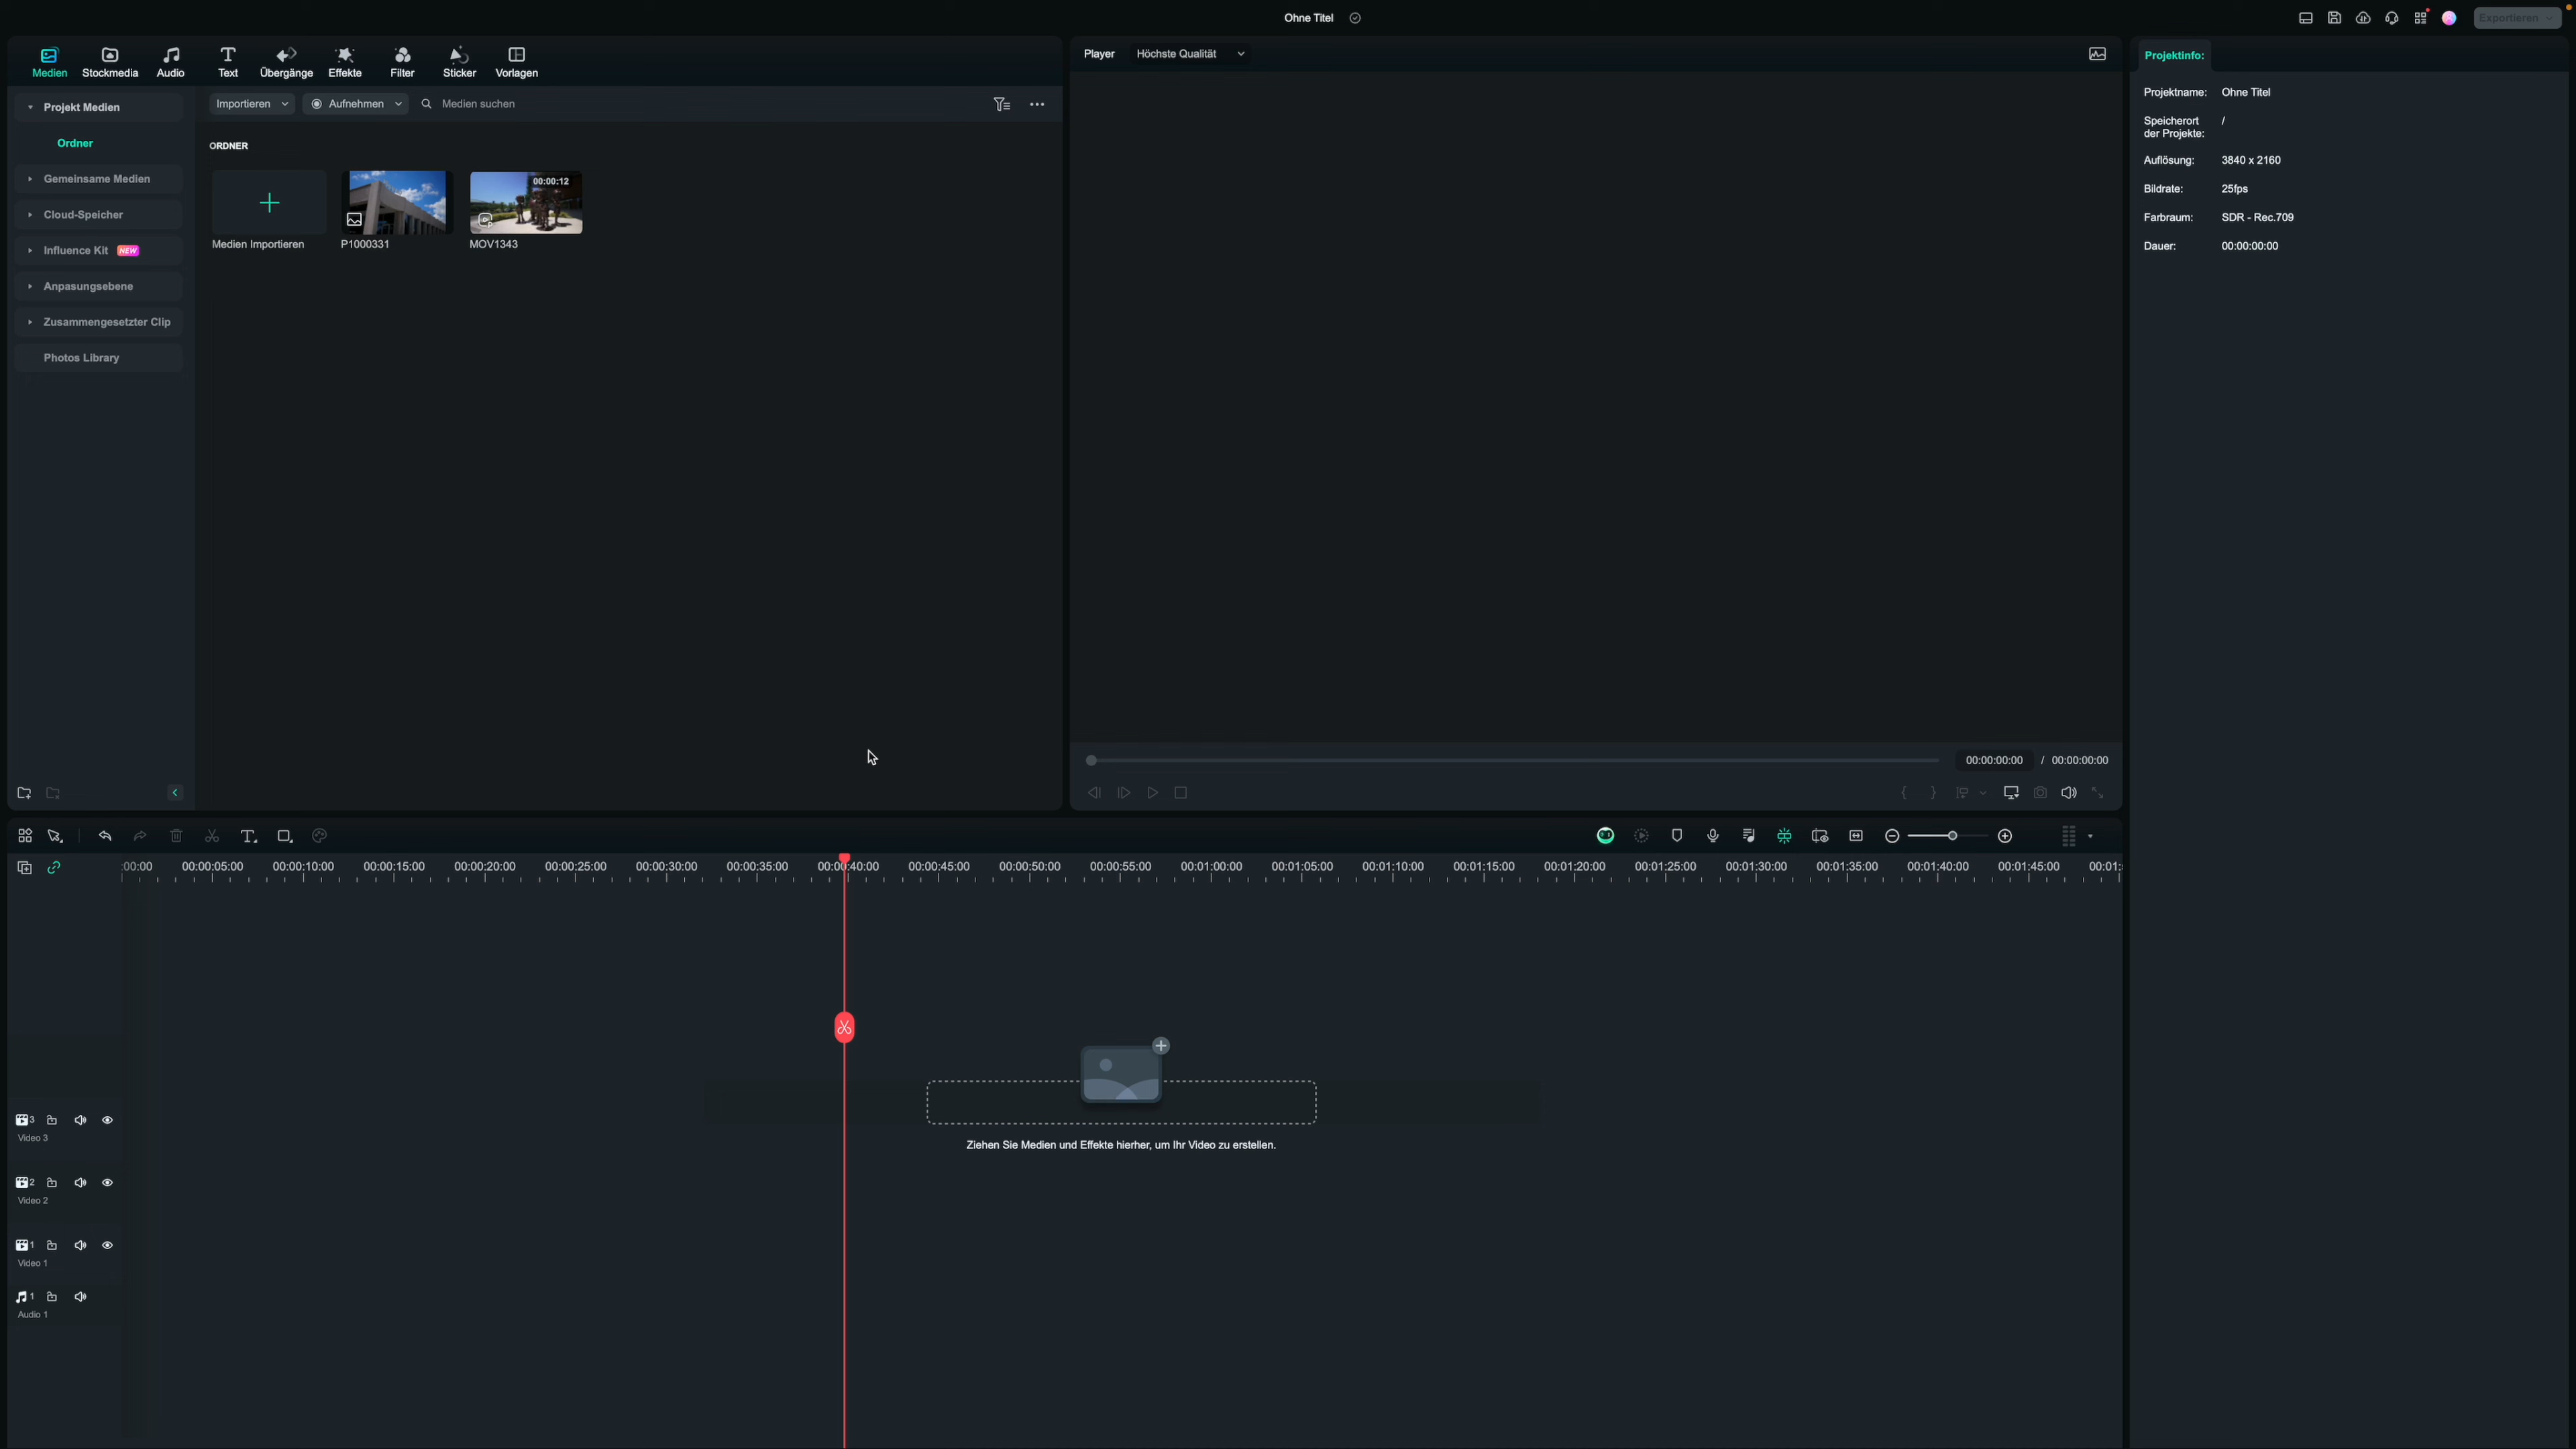 Ohne Titel
Exportieren
Medien
Stockmedia
Audio
Text
Übergänge
Effekte
Filter
Sticker
Vorlagen
Player
Höchste Qualität
Projektinfo:
Projekt Medien
Importieren
Aufnehmen
Medien suchen
Projektname: Ohne Titel
Speicherort
der Projekte: /
Ordner
ORDNER
Auflösung: 3840 x 2160
Gemeinsame Medien
00:00:12
Bildrate: 25fps
Cloud-Speicher
Farbraum: SDR - Rec.709
Influence Kit NEW
Medien Importieren
P1000331
MOV1343
Dauer: 00:00:00:00
Anpasungsebene
Zusammengesetzter Clip
Photos Library
00:00:00:00 / 00:00:00:00
:00:00 00:00:05:00 00:00:10:00 00:00:15:00 00:00:20:00 00:00:25:00 00:00:30:00 00:00:35:00 00:00:40:00 00:00:45:00 00:00:50:00 00:00:55:00 00:01:00:00 00:01:05:00 00:01:10:00 00:01:15:00 00:01:20:00 00:01:25:00 00:01:30:00 00:01:35:00 00:01:40:00 00:01:45:00 00:01:
3
Video 3
Ziehen Sie Medien und Effekte hierher, um Ihr Video zu erstellen.
2
Video 2
1
Video 1
1
Audio 1